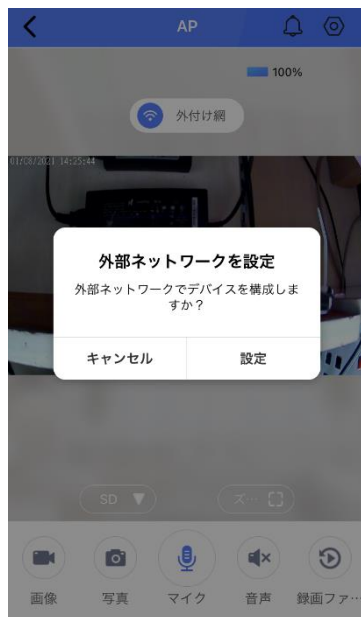 AP
100%
外付け網
01/08/2021 14:25:44
外部ネットワークを設定
外部ネットワークでデバイスを構成しま
すか？
キャンセル
設定
SD
ズ…
画像
写真
マイク
音声
録画ファ…